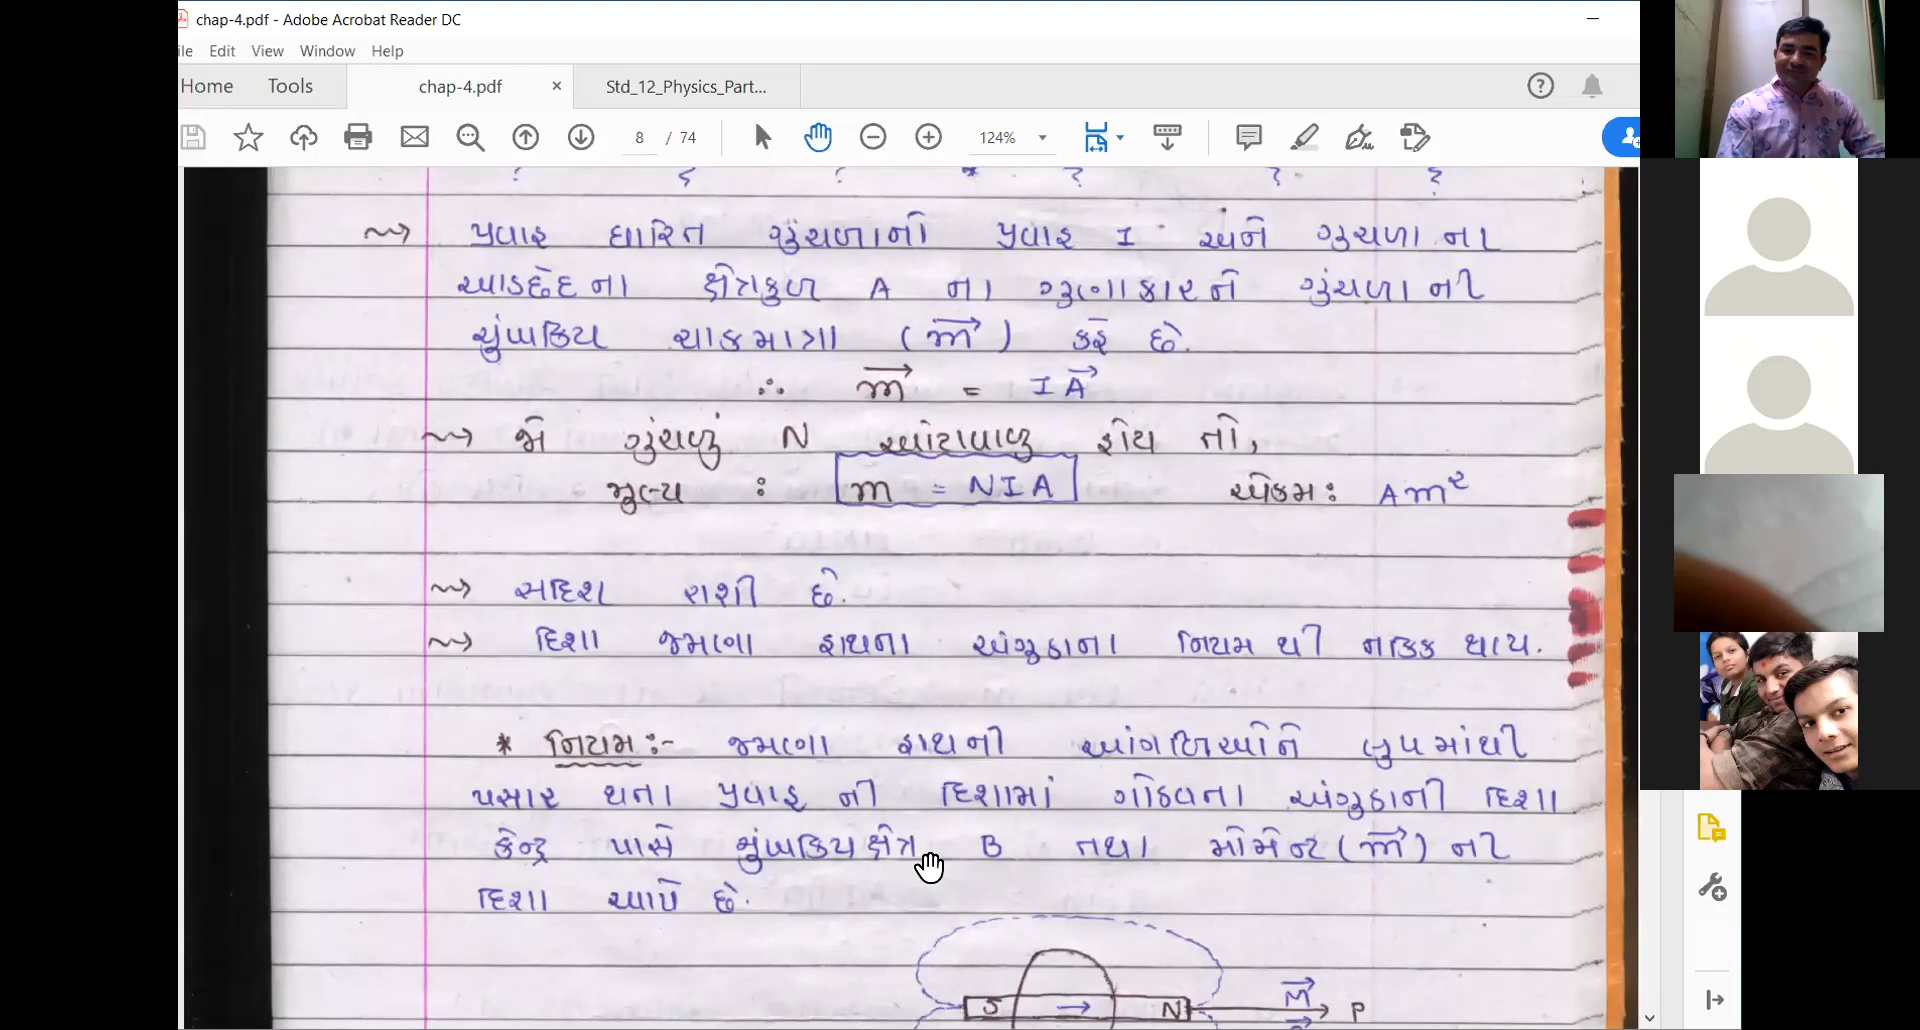 chap-4.pdf - Adobe Acrobat Reader DC
ile Edit View Window Help
Home Tools chap-4.pdf × Std_12_Physics_Part...
8 / 74 124%
પ્રવાહ ધારિત ગુંચળાની પ્રવાહ I અને ગુચળા ના
આડછેદના ક્ષેત્રફળ A ના ગુણાકારને ગુંચળા ની
ચુંબકિય ચાકમાત્રા (m⃗) કહે છે.
∴ m⃗ = I A⃗
જો ગુંચળું N આંટાવાળુ હોય તો,
મુલ્ય : m = NIA એકમ: Am²
સદિશ રાશી છે.
દિશા જમણા હાથના અંગુઠાના નિયમ થી નક્કિ થાય.
* નિયમ :- જમણા હાથની આંગળિઓને લુપમાંથી
પસાર થતા પ્રવાહ ની દિશામાં ગોઠવતા અંગુઠાની દિશા
કેન્દ્ર પાસે ચુંબકિયક્ષેત્ર B તથા મોમેન્ટ (m⃗) ની
દિશા આપે છે.
S → N M⃗ P